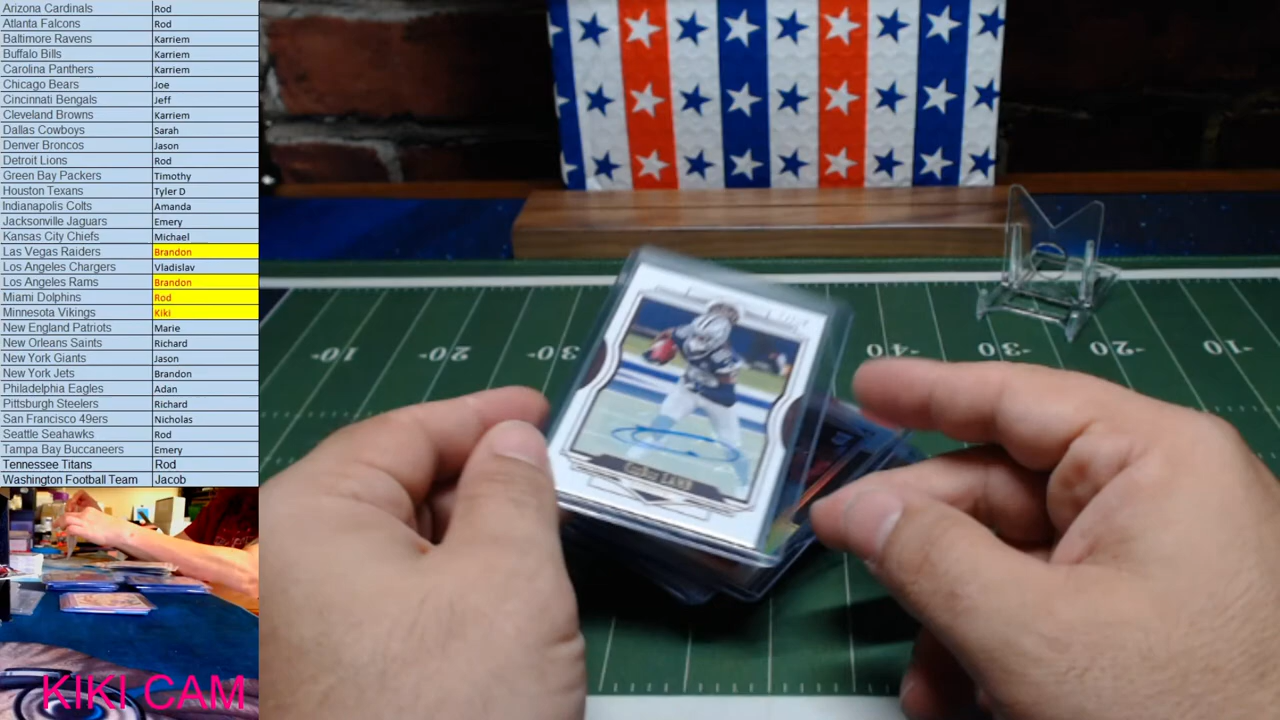 Arizona Cardinals Rod
Atlanta Falcons Rod
Baltimore Ravens Karriem
Buffalo Bills Karriem
Carolina Panthers Karriem
Chicago Bears Joe
Cincinnati Bengals Jeff
Cleveland Browns Karriem
Dallas Cowboys Sarah
Denver Broncos Jason
Detroit Lions Rod
Green Bay Packers Timothy
Houston Texans Tyler D
Indianapolis Colts Amanda
Jacksonville Jaguars Emery
Kansas City Chiefs Michael
Las Vegas Raiders Brandon
Los Angeles Chargers Vladislav
Los Angeles Rams Brandon
Miami Dolphins Rod
Minnesota Vikings Kiki
New England Patriots Marie
New Orleans Saints Richard
New York Giants Jason
New York Jets Brandon
Philadelphia Eagles Adan
Pittsburgh Steelers Richard
San Francisco 49ers Nicholas
Seattle Seahawks Rod
Tampa Bay Buccaneers Emery
Tennessee Titans Rod
Washington Football Team Jacob
KIKI CAM
10 20 30 40 30 20 10
LAMB